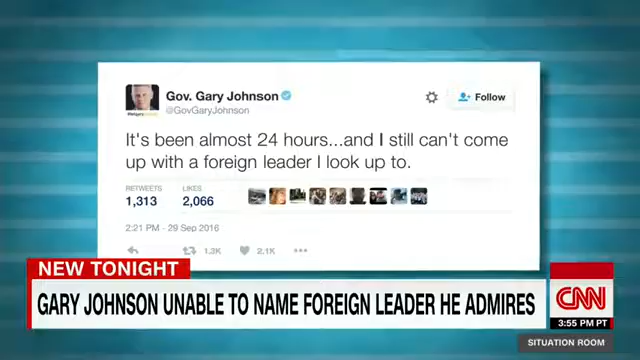 Gov. Gary Johnson
@GovGaryJohnson
Follow
It's been almost 24 hours...and I still can't come
up with a foreign leader I look up to.
RETWEETS LIKES
1,313 2,066
2:21 PM - 29 Sep 2016
1.3K 2.1K
NEW TONIGHT
GARY JOHNSON UNABLE TO NAME FOREIGN LEADER HE ADMIRES
CNN
3:55 PM PT
SITUATION ROOM